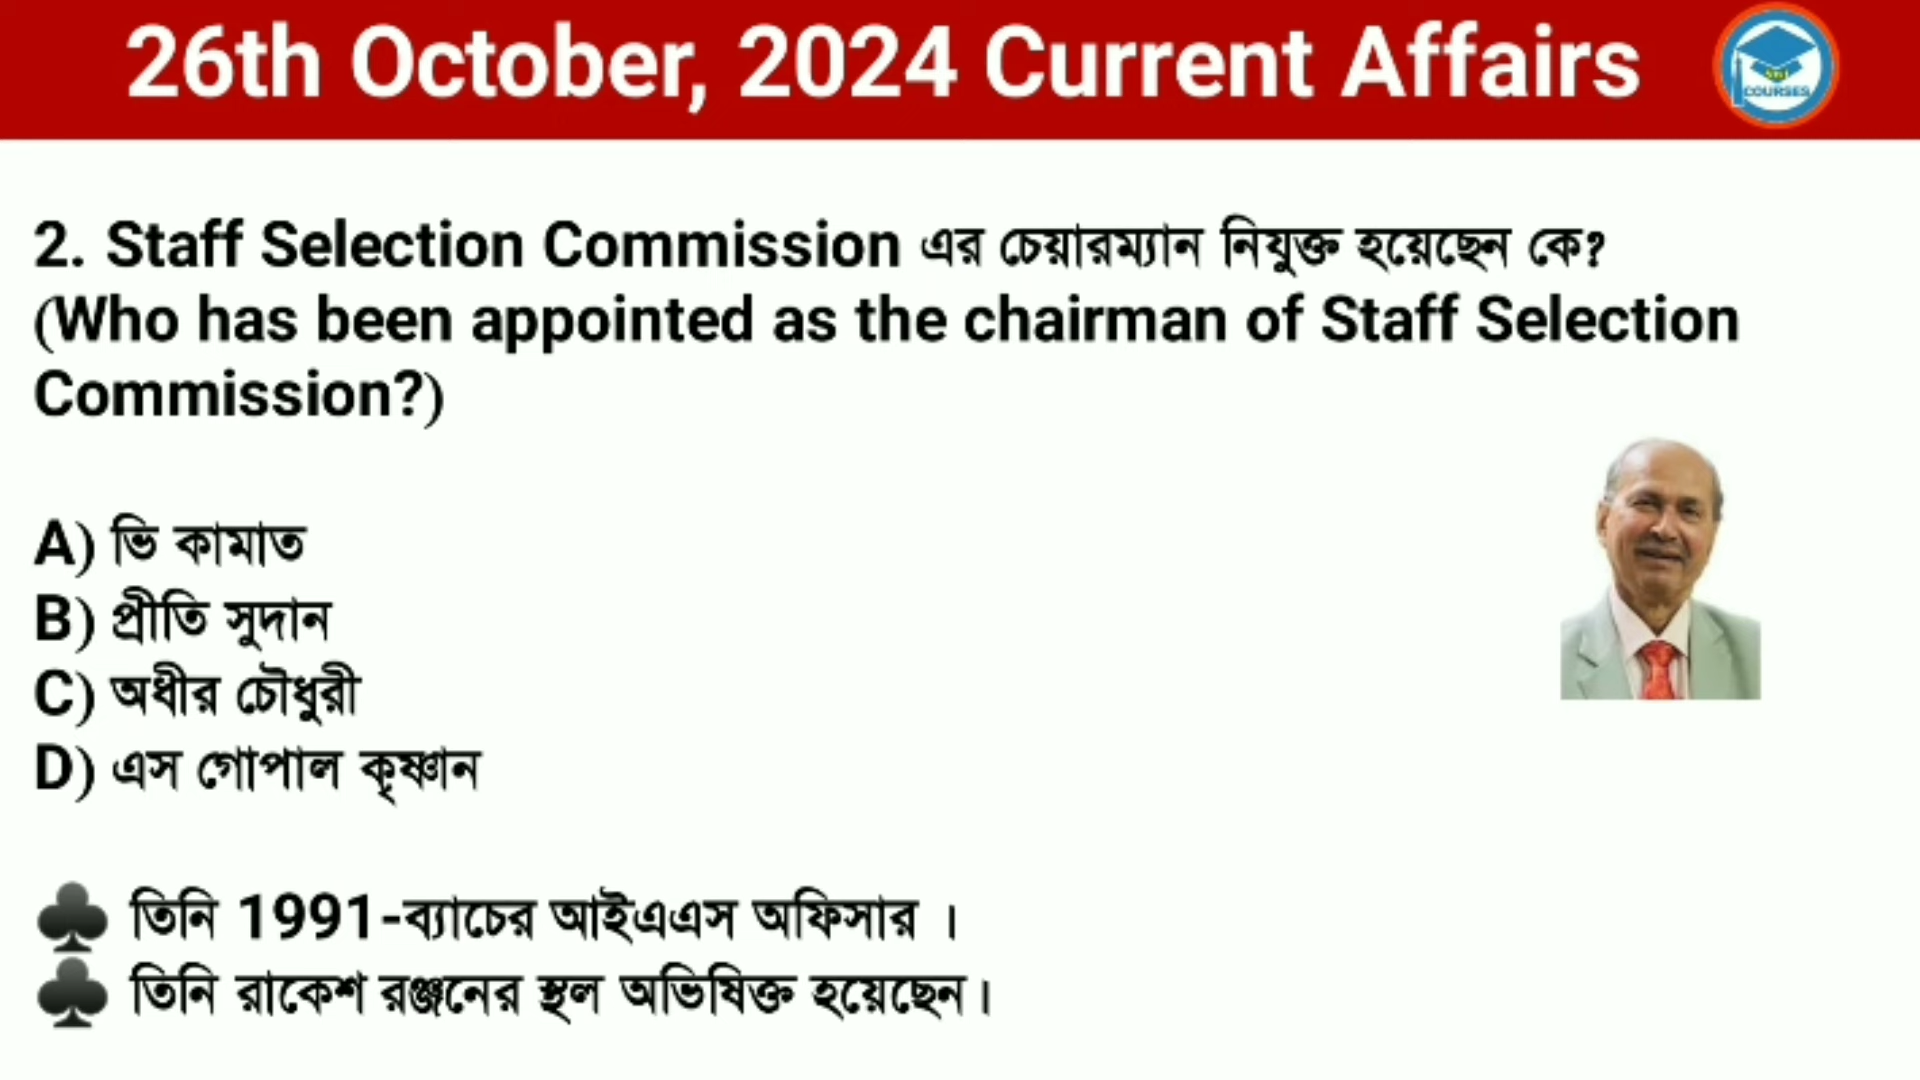 26th October, 2024 Current Affairs
COURSES
2. Staff Selection Commission এর চেয়ারম্যান নিযুক্ত হয়েছেন কে?
(Who has been appointed as the chairman of Staff Selection
Commission?)
A) ভি কামাত
B) প্রীতি সুদান
C) অধীর চৌধুরী
D) এস গোপাল কৃষ্ণান
তিনি 1991-ব্যাচের আইএএস অফিসার ।
তিনি রাকেশ রঞ্জনের স্থল অভিষিক্ত হয়েছেন।